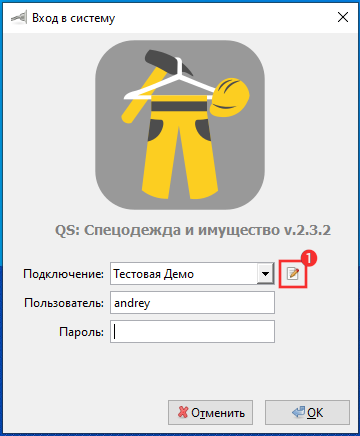 Вход в систему
QS: Спецодежда и имущество v.2.3.2
Подключение: Тестовая Демо
1
Пользователь: andrey
Пароль:
Отменить OK